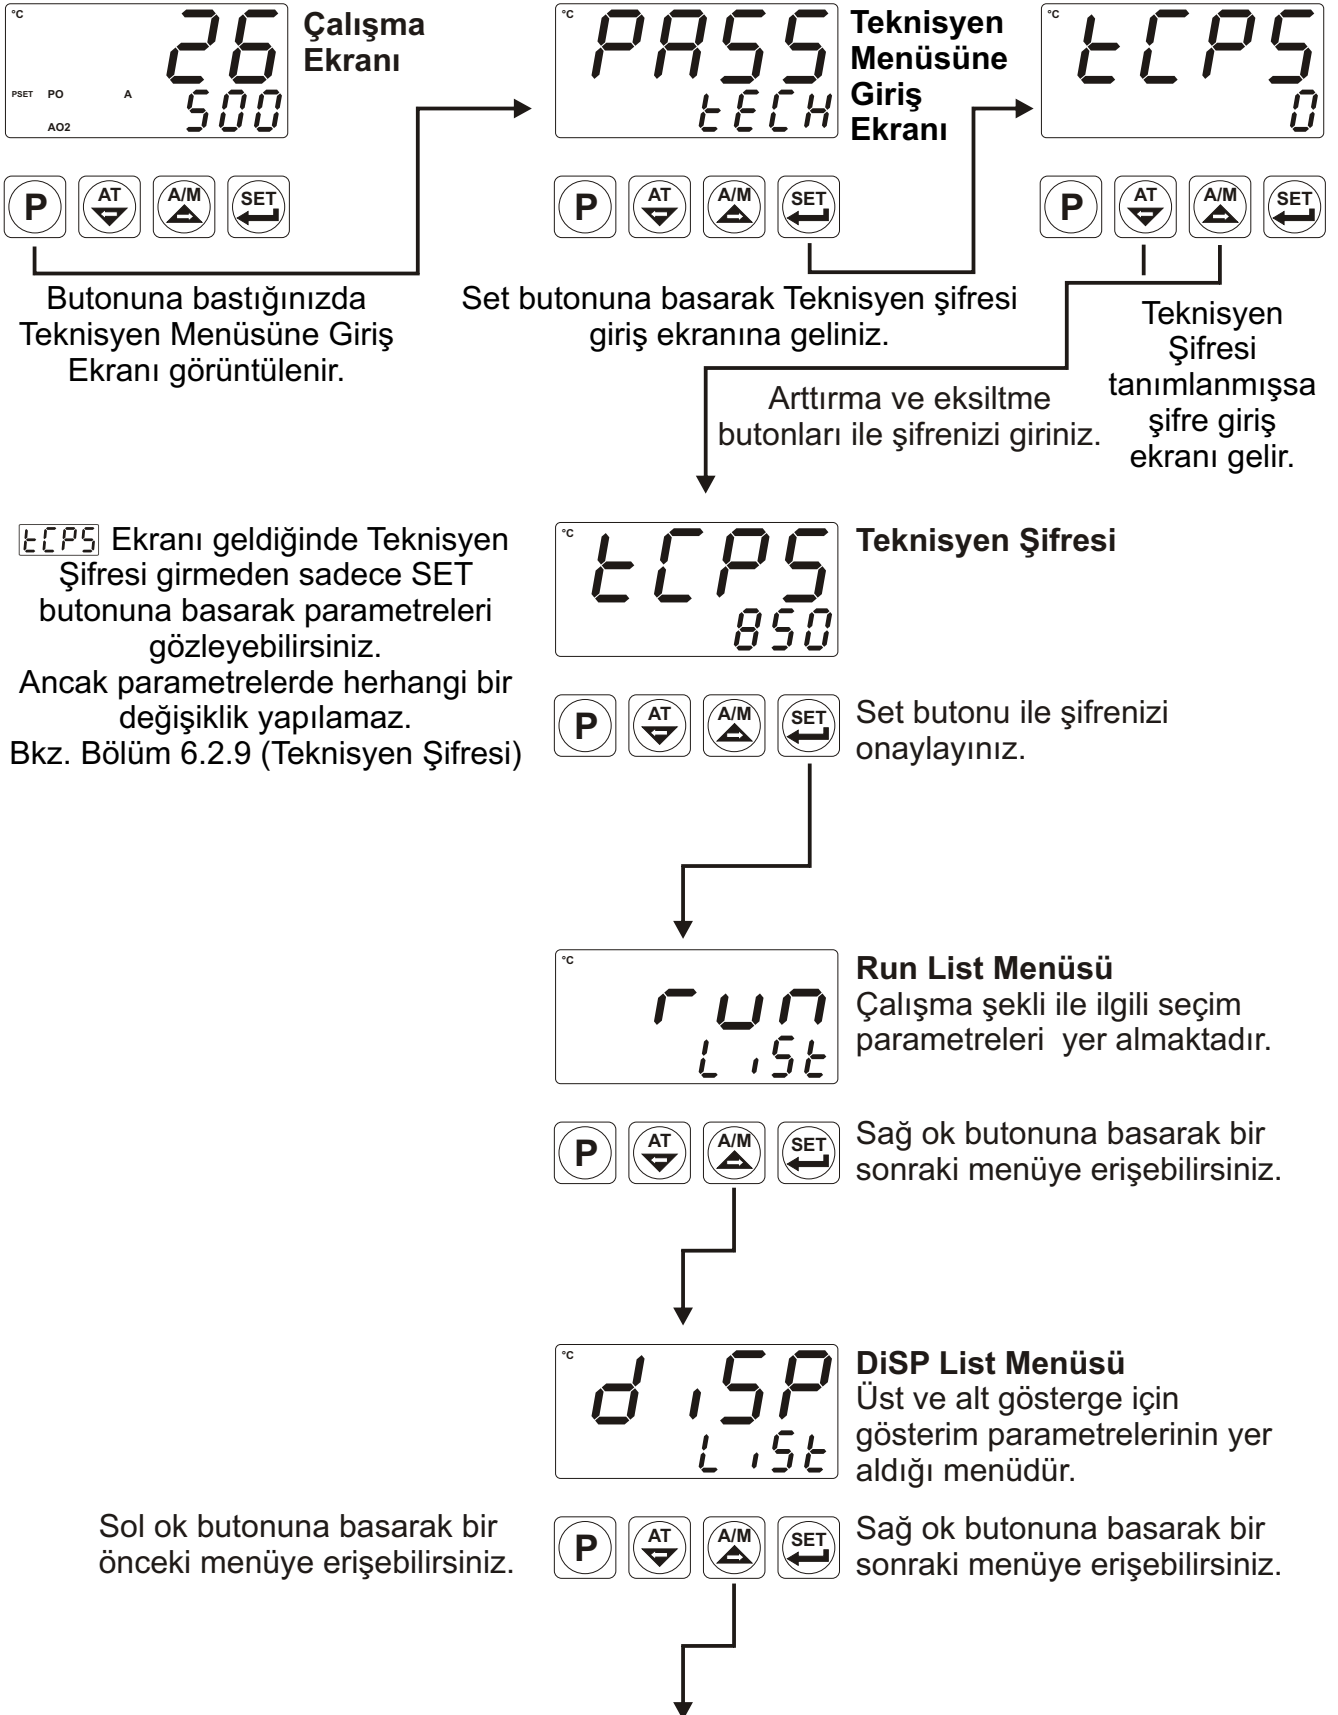 °C
26
PSET PO A
500
AO2
Çalışma
Ekranı
°C
PASS
tECH
Teknisyen
Menüsüne
Giriş
Ekranı
°C
tCPS
0
P AT A/M SET
P AT A/M SET
P AT A/M SET
Butonuna bastığınızda
Teknisyen Menüsüne Giriş
Ekranı görüntülenir.
Set butonuna basarak Teknisyen şifresi
giriş ekranına geliniz.
Teknisyen
Şifresi
tanımlanmışsa
şifre giriş
ekranı gelir.
Arttırma ve eksiltme
butonları ile şifrenizi giriniz.
tCPS Ekranı geldiğinde Teknisyen
Şifresi girmeden sadece SET
butonuna basarak parametreleri
gözleyebilirsiniz.
Ancak parametrelerde herhangi bir
değişiklik yapılamaz.
Bkz. Bölüm 6.2.9 (Teknisyen Şifresi)
°C
tCPS
850
Teknisyen Şifresi
P AT A/M SET
Set butonu ile şifrenizi
onaylayınız.
°C
run
LiSt
Run List Menüsü
Çalışma şekli ile ilgili seçim
parametreleri yer almaktadır.
P AT A/M SET
Sağ ok butonuna basarak bir
sonraki menüye erişebilirsiniz.
°C
diSP
LiSt
DiSP List Menüsü
Üst ve alt gösterge için
gösterim parametrelerinin yer
aldığı menüdür.
Sol ok butonuna basarak bir
önceki menüye erişebilirsiniz.
P AT A/M SET
Sağ ok butonuna basarak bir
sonraki menüye erişebilirsiniz.